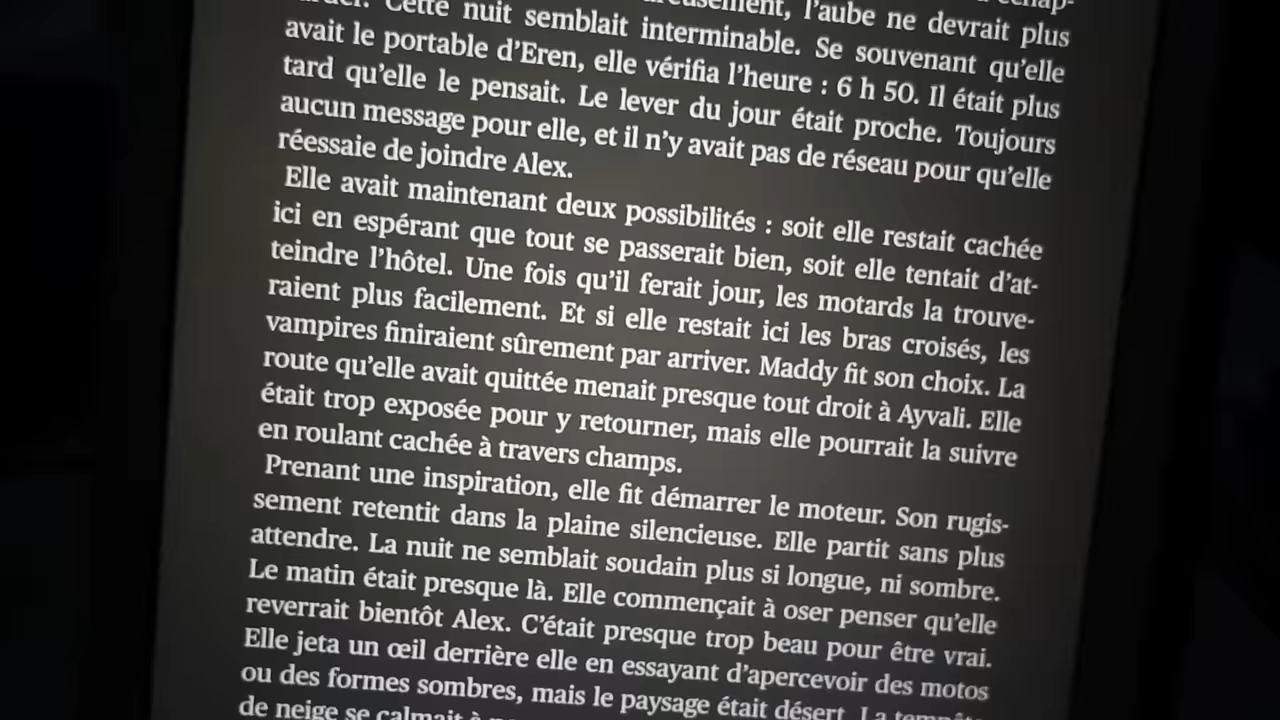 nuit semblait interminable. Se souvenant qu'elle
avait le portable d'Eren, elle vérifia l'heure : 6 h 50. Il était plus
tard qu'elle le pensait. Le lever du jour était proche. Toujours
aucun message pour elle, et il n'y avait pas de réseau pour qu'elle
réessaie de joindre Alex.
Elle avait maintenant deux possibilités : soit elle restait cachée
ici en espérant que tout se passerait bien, soit elle tentait d'at-
teindre l'hôtel. Une fois qu'il ferait jour, les motards la trouve-
raient plus facilement. Et si elle restait ici les bras croisés, les
vampires finiraient sûrement par arriver. Maddy fit son choix. La
route qu'elle avait quittée menait presque tout droit à Ayvali. Elle
était trop exposée pour y retourner, mais elle pourrait la suivre
en roulant cachée à travers champs.
Prenant une inspiration, elle fit démarrer le moteur. Son rugis-
sement retentit dans la plaine silencieuse. Elle partit sans plus
attendre. La nuit ne semblait soudain plus si longue, ni sombre.
Le matin était presque là. Elle commençait à oser penser qu'elle
reverrait bientôt Alex. C'était presque trop beau pour être vrai.
Elle jeta un œil derrière elle en essayant d'apercevoir des motos
ou des formes sombres, mais le paysage était désert. La
de neige se calmait à